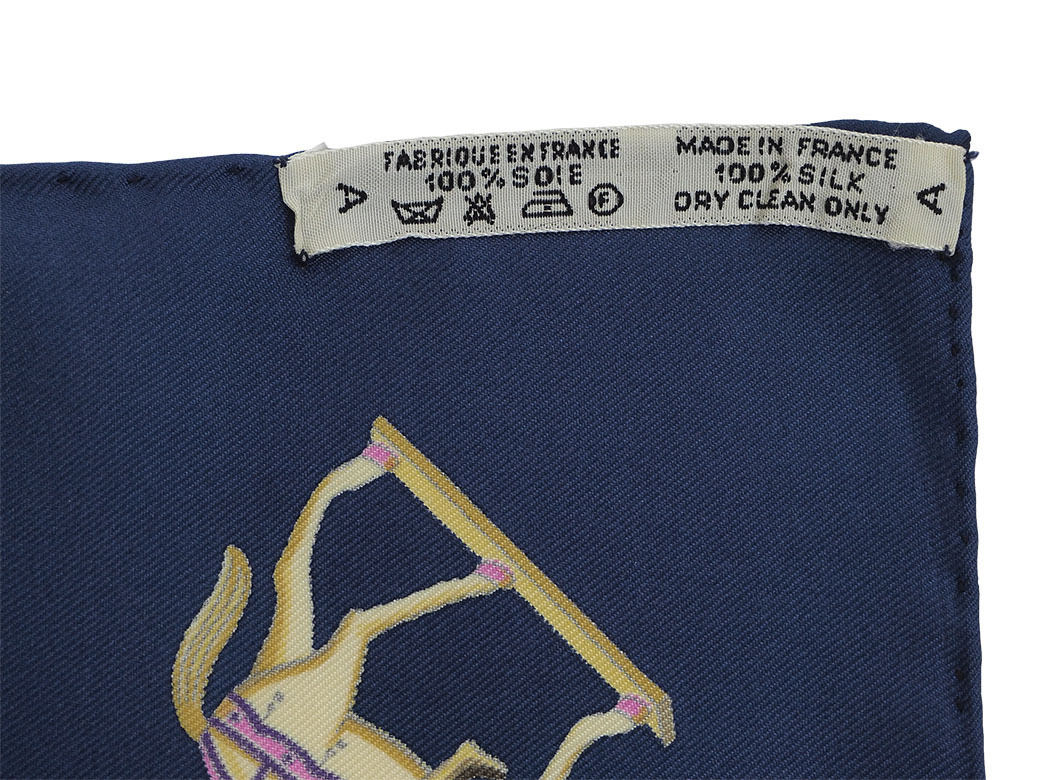 FABRIQUE EN FRANCE
100% SOIE
A
F
MADE IN FRANCE
100% SILK
DRY CLEAN ONLY
A